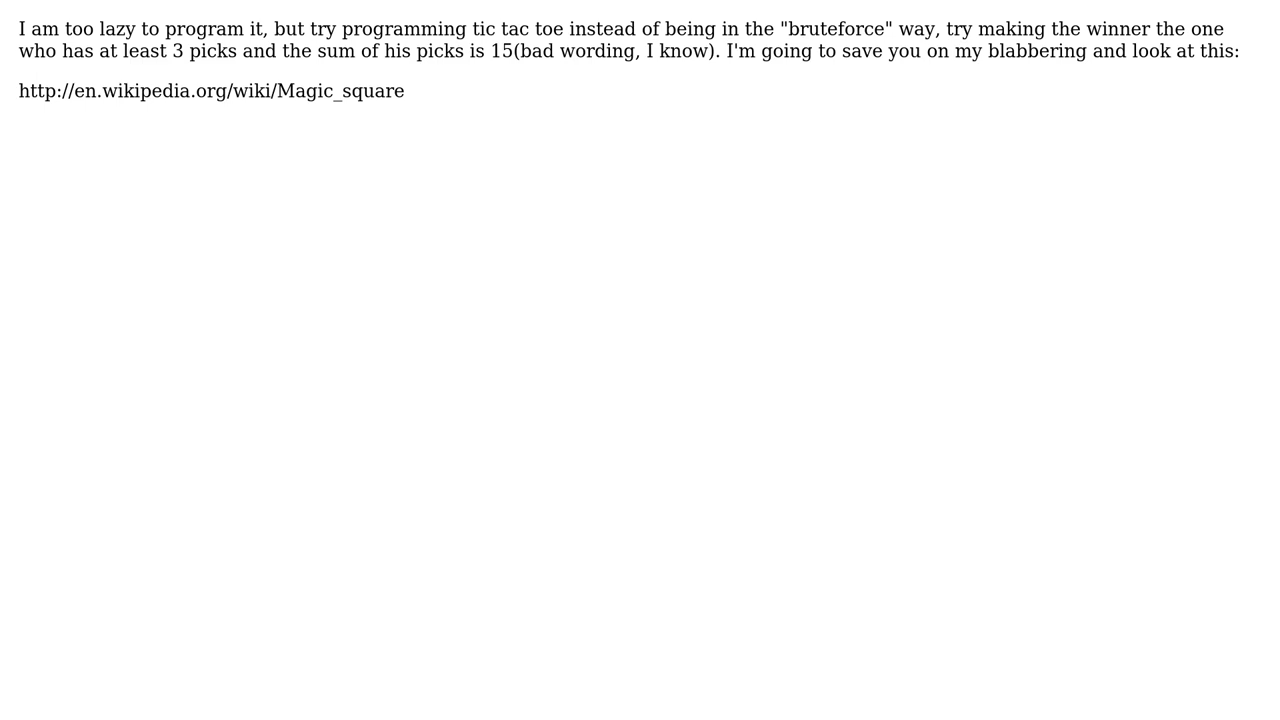 I am too lazy to program it, but try programming tic tac toe instead of being in the "bruteforce" way, try making the winner the one
who has at least 3 picks and the sum of his picks is 15(bad wording, I know). I'm going to save you on my blabbering and look at this:
http://en.wikipedia.org/wiki/Magic_square